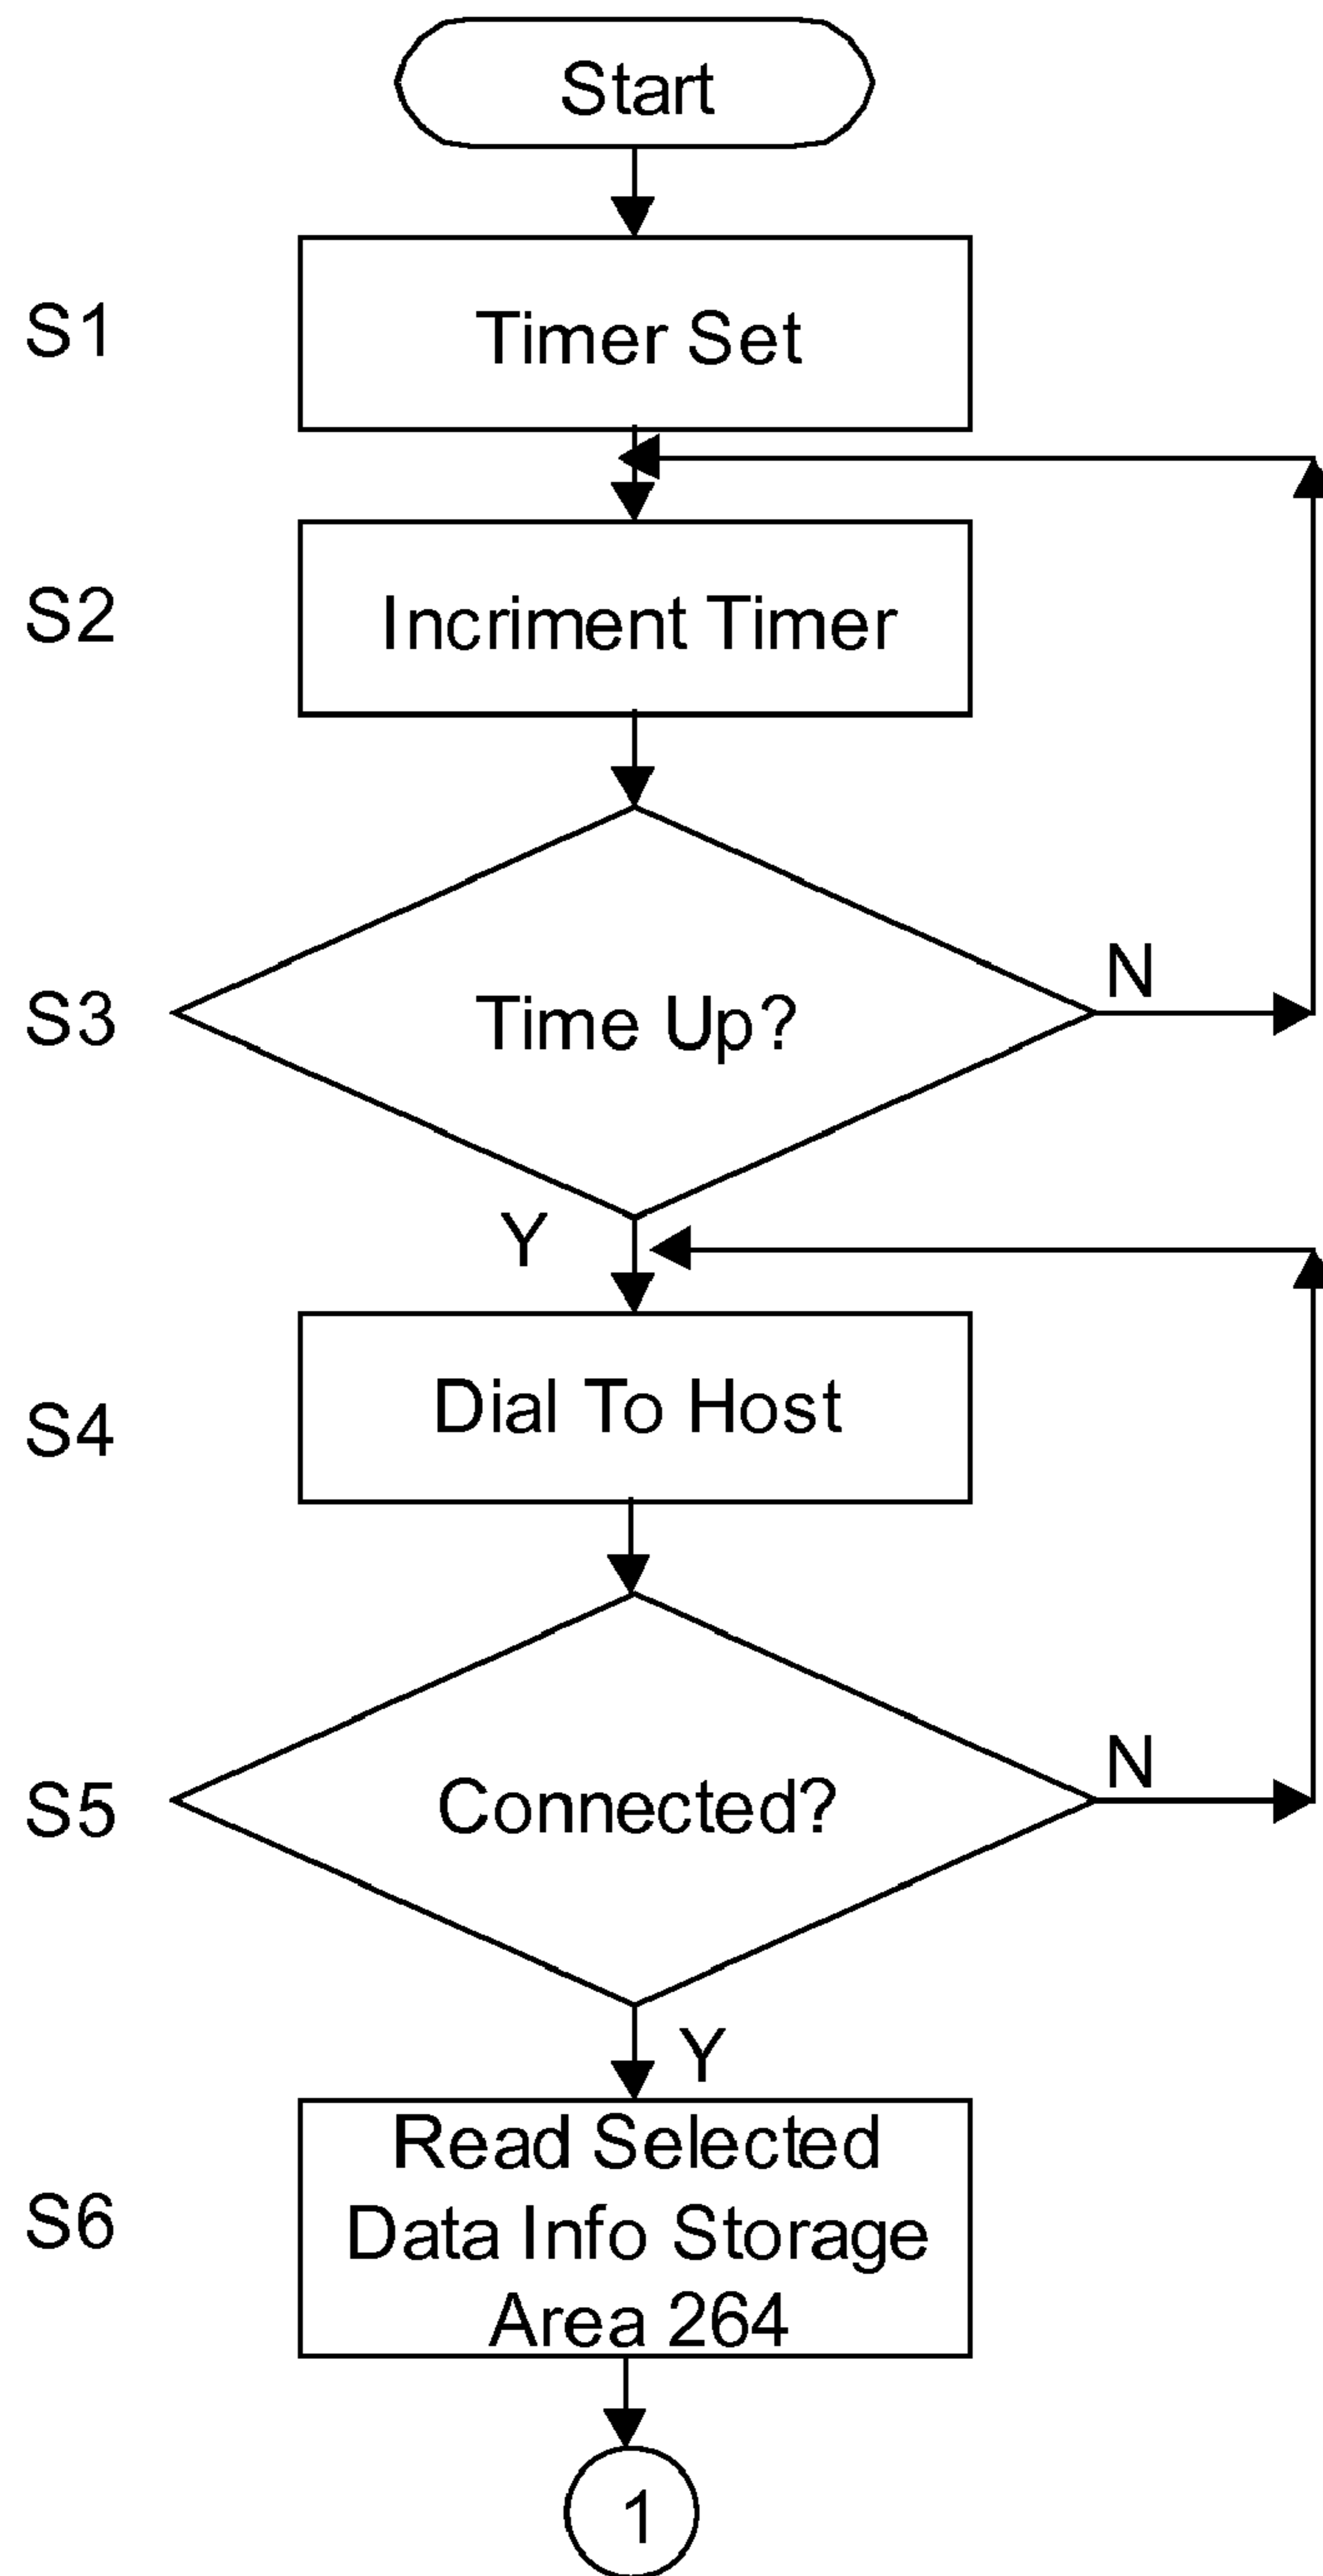 Start
S1
Timer Set
S2
Incriment Timer
S3
Time Up?
N
Y
S4
Dial To Host
S5
Connected?
N
Y
S6
Read Selected
Data Info Storage
Area 264
1